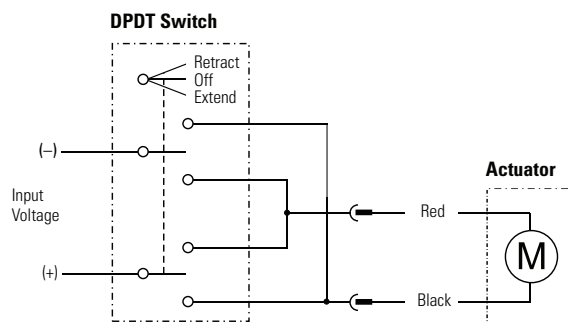 DPDT Switch
Retract
Off
Extend
(–)
Actuator
Input
Voltage
Red
M
(+)
Black